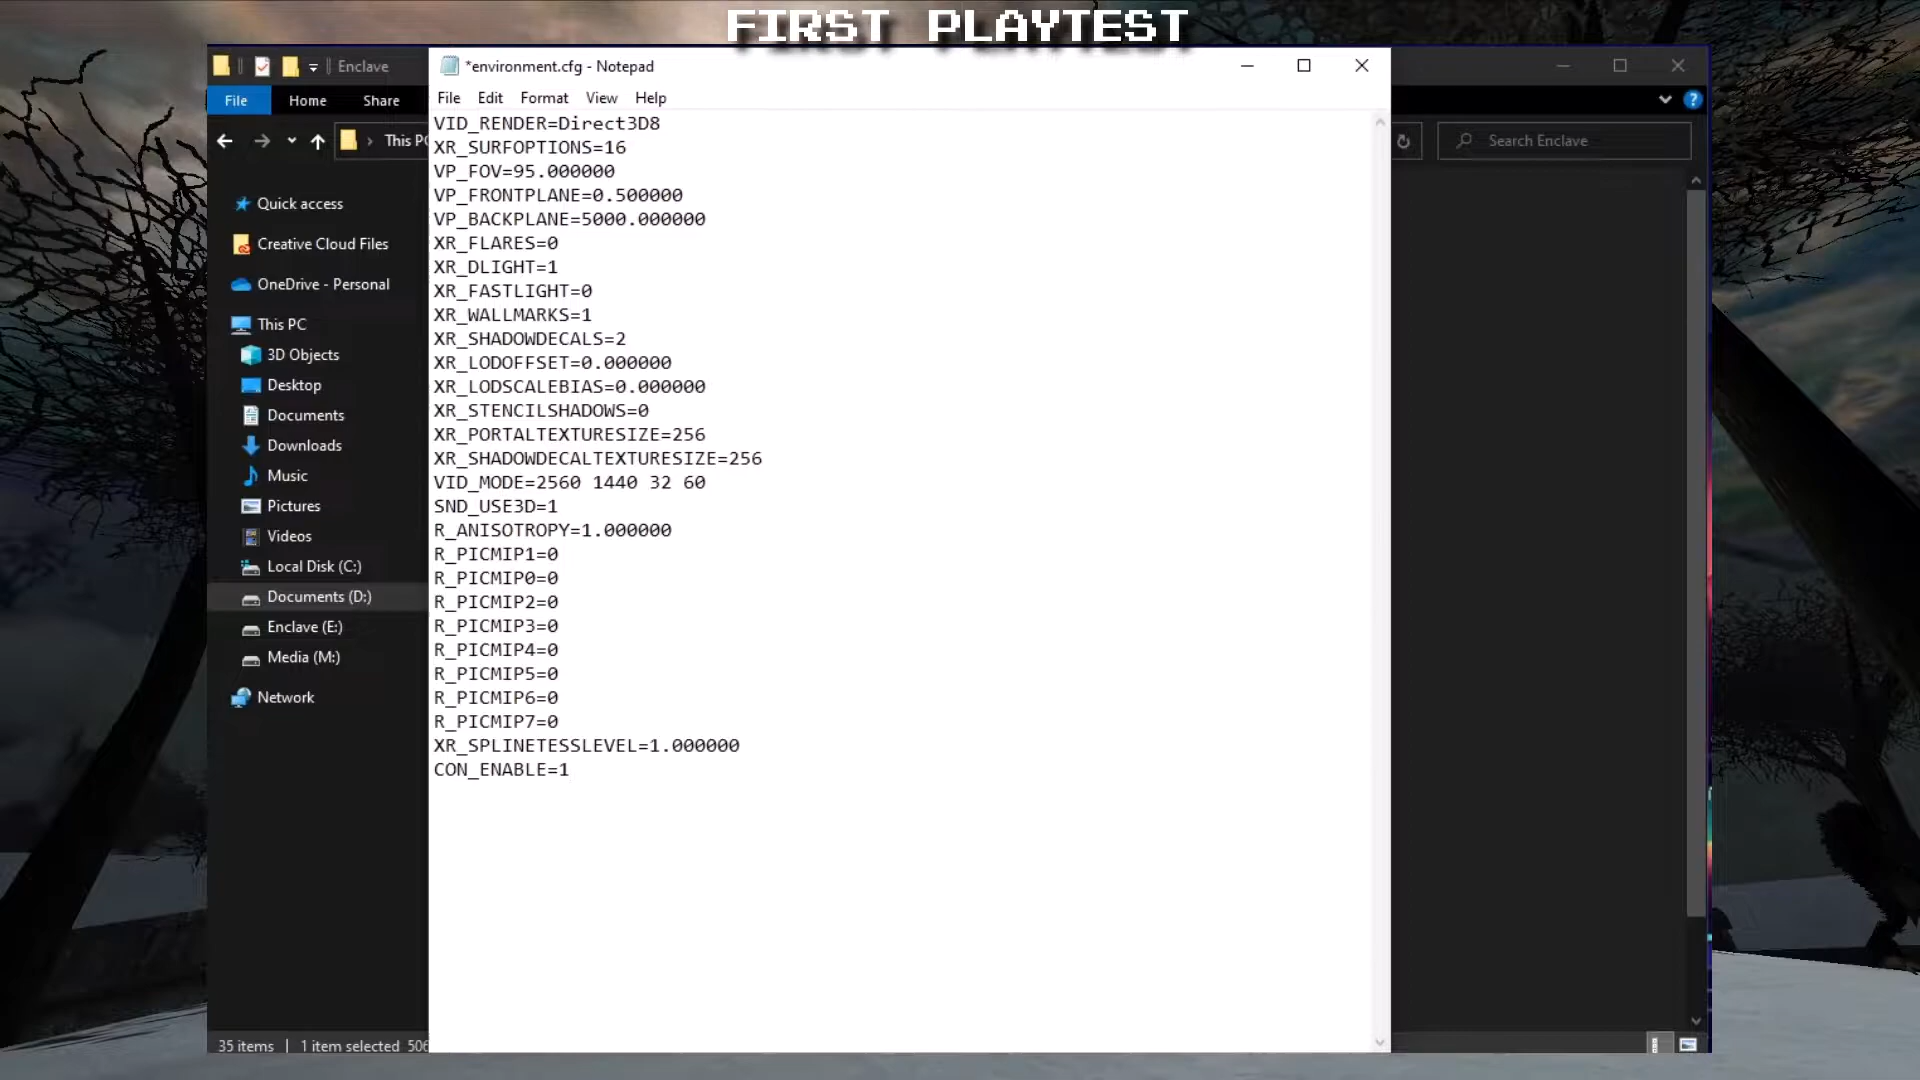 FIRST PLAYTEST
Enclave
*environment.cfg - Notepad
File Home Share
File Edit Format View Help
This PC
Search Enclave
Quick access
Creative Cloud Files
OneDrive - Personal
This PC
3D Objects
Desktop
Documents
Downloads
Music
Pictures
Videos
Local Disk (C:)
Documents (D:)
Enclave (E:)
Media (M:)
Network
35 items | 1 item selected 506
VID_RENDER=Direct3D8
XR_SURFOPTIONS=16
VP_FOV=95.000000
VP_FRONTPLANE=0.500000
VP_BACKPLANE=5000.000000
XR_FLARES=0
XR_DLIGHT=1
XR_FASTLIGHT=0
XR_WALLMARKS=1
XR_SHADOWDECALS=2
XR_LODOFFSET=0.000000
XR_LODSCALEBIAS=0.000000
XR_STENCILSHADOWS=0
XR_PORTALTEXTURESIZE=256
XR_SHADOWDECALTEXTURESIZE=256
VID_MODE=2560 1440 32 60
SND_USE3D=1
R_ANISOTROPY=1.000000
R_PICMIP1=0
R_PICMIP0=0
R_PICMIP2=0
R_PICMIP3=0
R_PICMIP4=0
R_PICMIP5=0
R_PICMIP6=0
R_PICMIP7=0
XR_SPLINETESSLEVEL=1.000000
CON_ENABLE=1